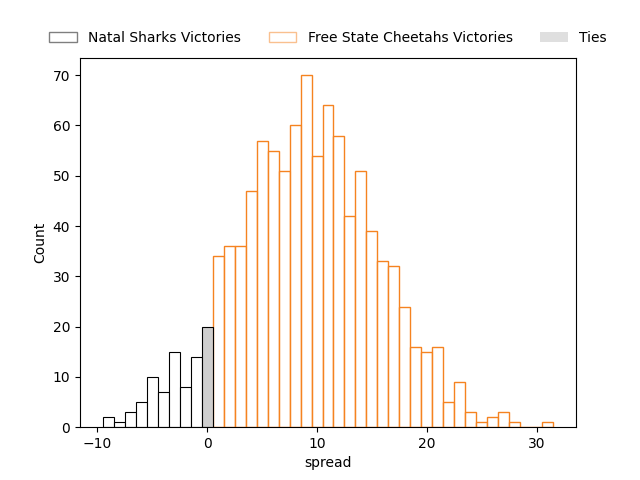 Natal Sharks Victories Free State Cheetahs Victories Ties
70
60
50
40
30
20
10
0
Count
−10 0 10 20 30
spread